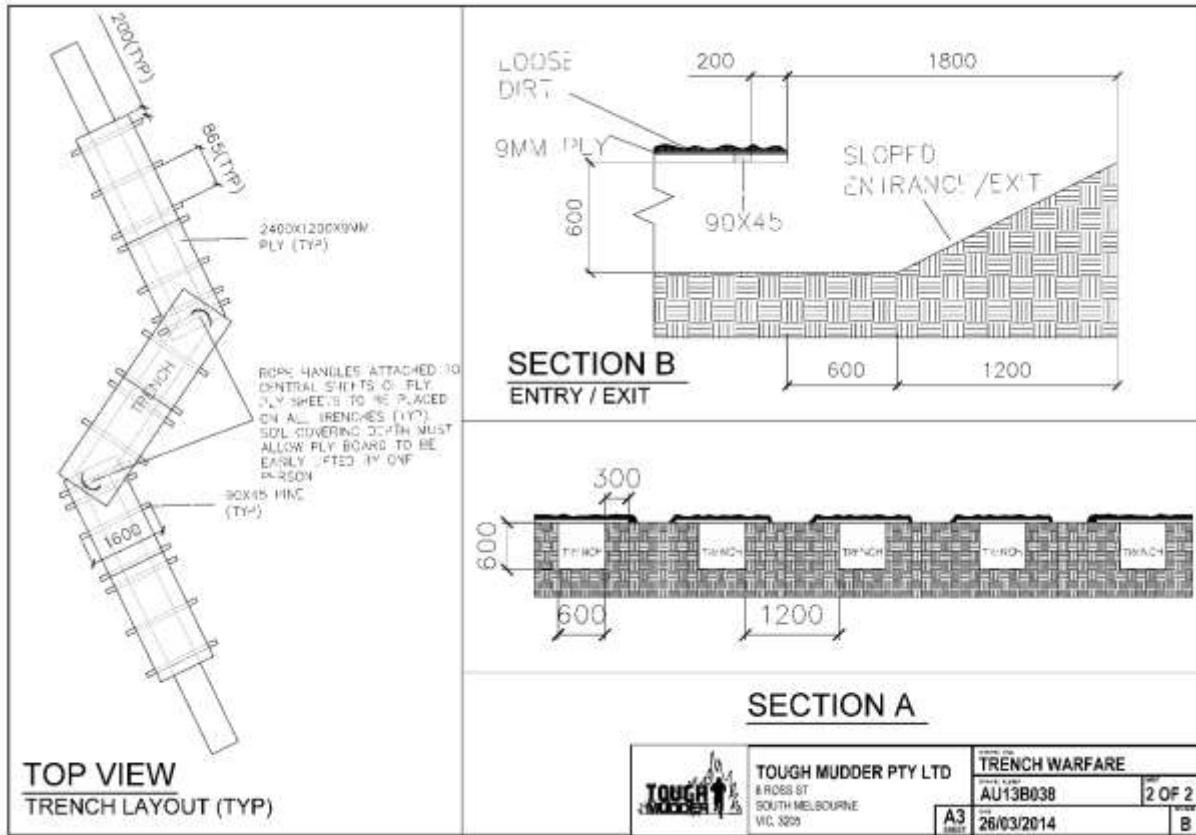 200(TYP)
865(TYP)
2400X1200X9MM
PLY (TYP)
TRENCH
ROPE HANDLES ATTACHED TO
CENTRAL SHEETS OF PLY
PLY SHEETS TO BE PLACED
ON ALL TRENCHES (TYP)
SOIL COVERING DEPTH MUST
ALLOW PLY BOARD TO BE
EASILY LIFTED BY ONE
PERSON
90X45 PINE
(TYP)
1600
TOP VIEW
TRENCH LAYOUT (TYP)
LOOSE
DIRT
200
1800
9MM PLY
SLOPED
ENTRANCE/EXIT
600
90X45
SECTION B
ENTRY / EXIT
600
1200
300
600
TRENCH
TRENCH
TRENCH
TRENCH
TRENCH
600
1200
SECTION A
TOUGH
MUDDER
TOUGH MUDDER PTY LTD
8 ROSS ST
SOUTH MELBOURNE
VIC, 3205
A3
SHEET
TRENCH WARFARE
AU13B038
2 OF 2
26/03/2014
B